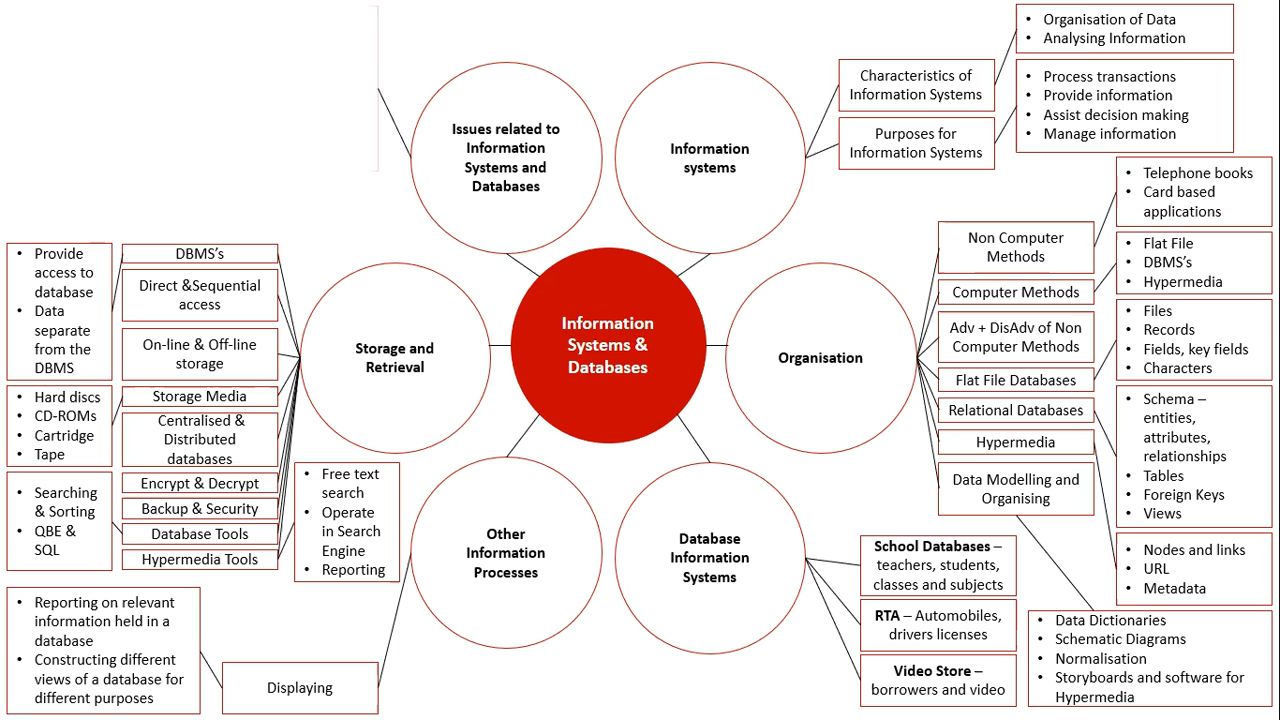 Information
Systems &
Databases
Issues related to
Information
Systems and
Databases
Information
systems
Characteristics of
Information Systems
• Organisation of Data
• Analysing Information
Purposes for
Information Systems
• Process transactions
• Provide information
• Assist decision making
• Manage information
Organisation
Non Computer
Methods
• Telephone books
• Card based
applications
Computer Methods
• Flat File
• DBMS’s
• Hypermedia
Adv + DisAdv of Non
Computer Methods
Flat File Databases
• Files
• Records
• Fields, key fields
• Characters
Relational Databases
• Schema –
entities,
attributes,
relationships
• Tables
• Foreign Keys
• Views
Hypermedia
• Nodes and links
• URL
• Metadata
Data Modelling and
Organising
• Data Dictionaries
• Schematic Diagrams
• Normalisation
• Storyboards and software for
Hypermedia
Database
Information
Systems
School Databases –
teachers, students,
classes and subjects
RTA – Automobiles,
drivers licenses
Video Store –
borrowers and video
Other
Information
Processes
Displaying
• Reporting on relevant
information held in a
database
• Constructing different
views of a database for
different purposes
Storage and
Retrieval
DBMS’s
• Provide
access to
database
• Data
separate
from the
DBMS
Direct &Sequential
access
On-line & Off-line
storage
Storage Media
• Hard discs
• CD-ROMs
• Cartridge
• Tape
Centralised &
Distributed
databases
Encrypt & Decrypt
Backup & Security
Database Tools
• Searching
& Sorting
• QBE &
SQL
Hypermedia Tools
• Free text
search
• Operate
in Search
Engine
• Reporting